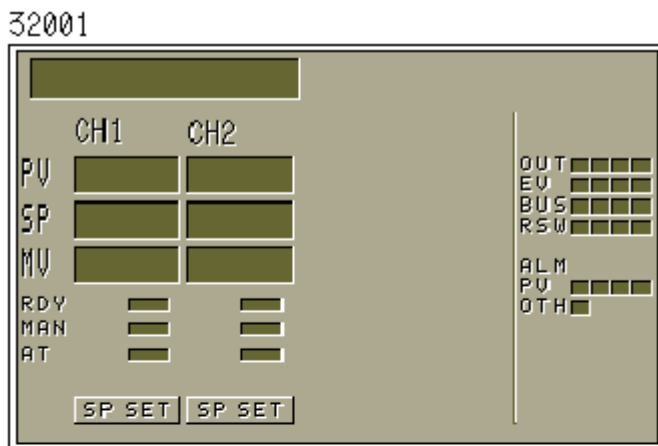 32001
CH1 CH2
PV
SP
MV
RDY
MAN
AT
SP SET SP SET
OUT
EV
BUS
RSW
ALM
PV
OTH